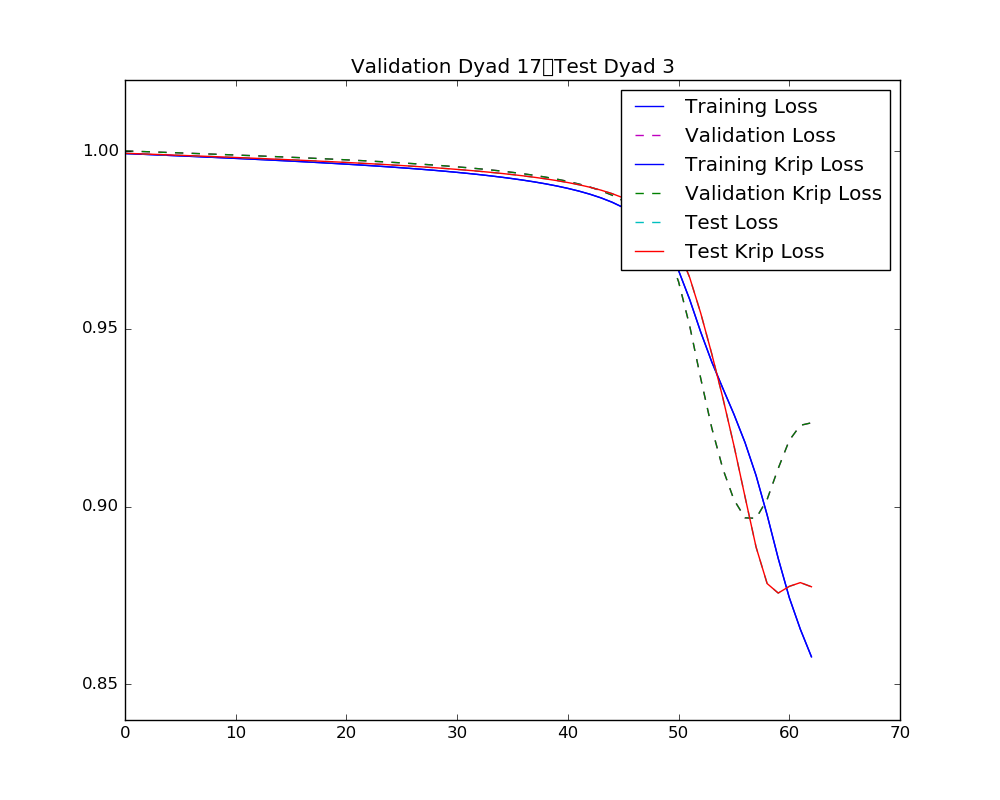 Validation Dyad 17▯Test Dyad 3
Training Loss
Validation Loss
Training Krip Loss
Validation Krip Loss
Test Loss
Test Krip Loss
1.00
0.95
0.90
0.85
0 10 20 30 40 50 60 70